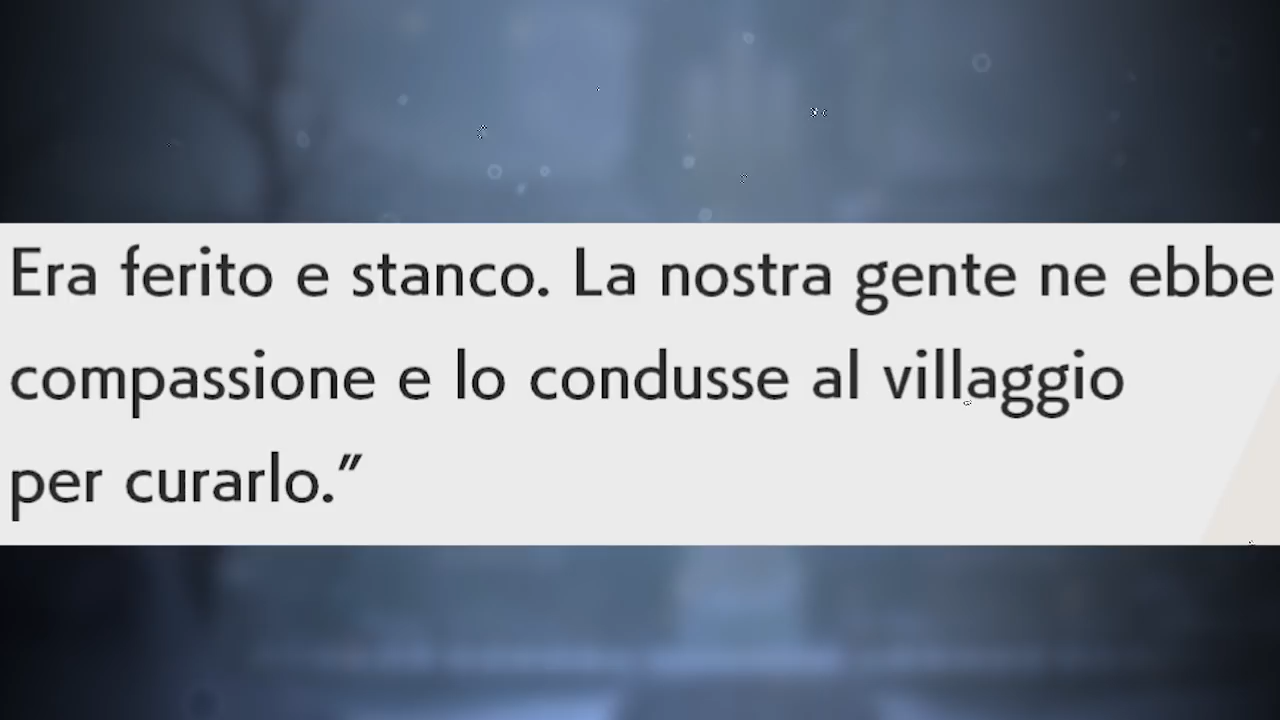 Era ferito e stanco. La nostra gente ne ebbe
compassione e lo condusse al villaggio
per curarlo.”